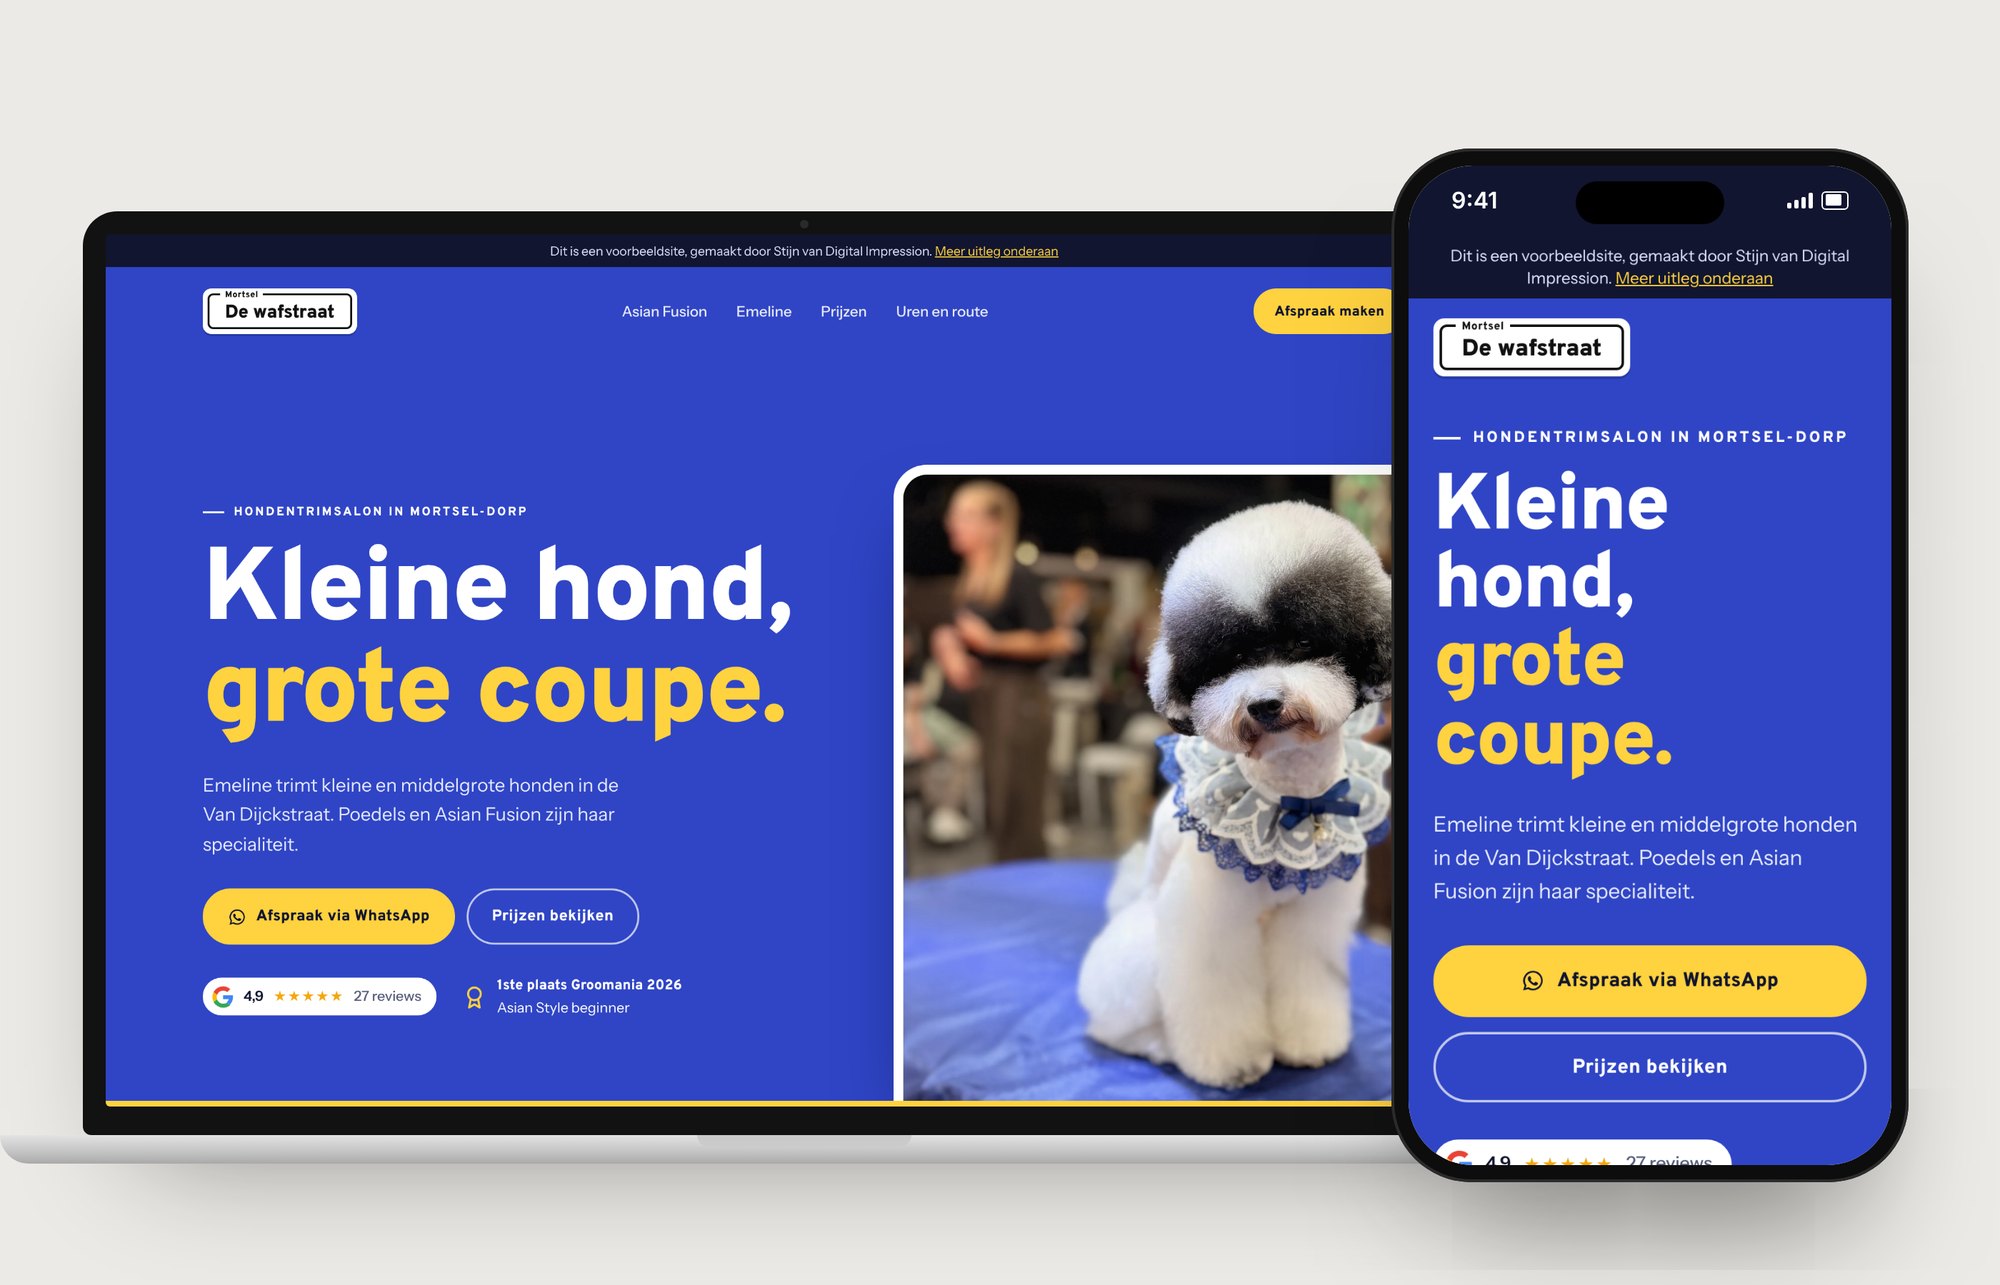 Dit is een voorbeeldsite, gemaakt door Stijn van Digital Impression. Meer uitleg onderaan
Mortsel
De wafstraat
Asian Fusion
Emeline
Prijzen
Uren en route
Afspraak maken
HONDENTRIMSALON IN MORTSEL-DORP
Kleine hond,
grote coupe.
Emeline trimt kleine en middelgrote honden in de
Van Dijckstraat. Poedels en Asian Fusion zijn haar
specialiteit.
Afspraak via WhatsApp
Prijzen bekijken
4,9 ★★★★★ 27 reviews
1ste plaats Groomania 2026
Asian Style beginner
9:41
Dit is een voorbeeldsite, gemaakt door Stijn van Digital
Impression. Meer uitleg onderaan
Mortsel
De wafstraat
HONDENTRIMSALON IN MORTSEL-DORP
Kleine
hond,
grote
coupe.
Emeline trimt kleine en middelgrote honden
in de Van Dijckstraat. Poedels en Asian
Fusion zijn haar specialiteit.
Afspraak via WhatsApp
Prijzen bekijken
4,9 ★★★★★ 27 reviews